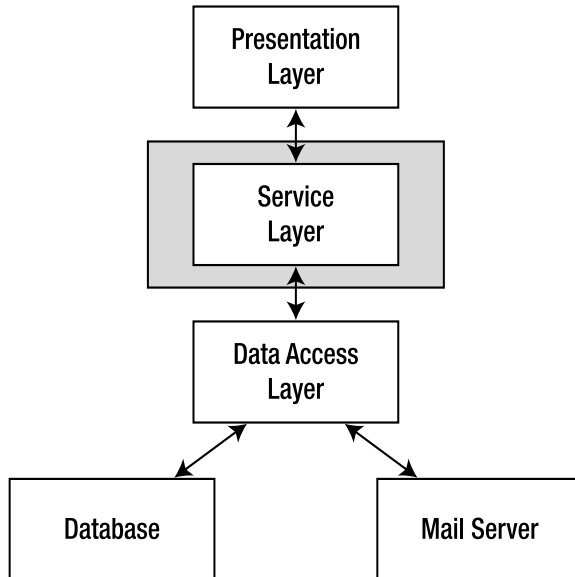 Presentation
Layer
Service
Layer
Data Access
Layer
Database
Mail Server